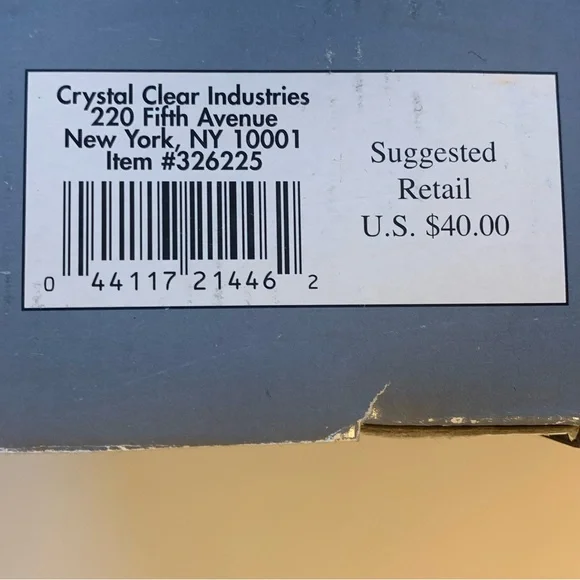 Crystal Clear Industries
220 Fifth Avenue
New York, NY 10001
Item #326225
0 44117 21446 2
Suggested
Retail
U.S. $40.00